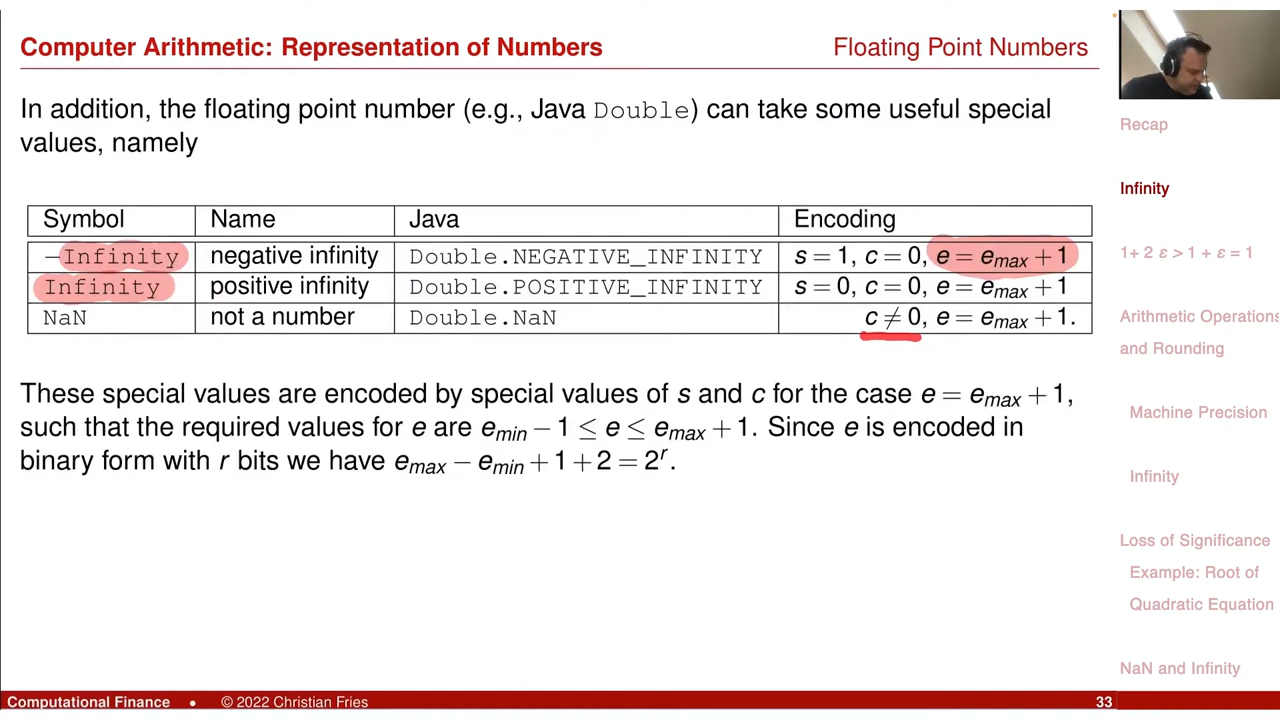 Computer Arithmetic: Representation of Numbers
Floating Point Numbers
In addition, the floating point number (e.g., Java Double) can take some useful special
values, namely
Symbol Name Java Encoding
−Infinity negative infinity Double.NEGATIVE_INFINITY s = 1, c = 0, e = e_max + 1
Infinity positive infinity Double.POSITIVE_INFINITY s = 0, c = 0, e = e_max + 1
NaN not a number Double.NaN c ≠ 0, e = e_max + 1.
These special values are encoded by special values of s and c for the case e = e_max + 1,
such that the required values for e are e_min − 1 ≤ e ≤ e_max + 1. Since e is encoded in
binary form with r bits we have e_max − e_min + 1 + 2 = 2^r.
Recap
Infinity
1+ 2 ε > 1 + ε = 1
Arithmetic Operations
and Rounding
Machine Precision
Infinity
Loss of Significance
Example: Root of
Quadratic Equation
NaN and Infinity
Computational Finance • © 2022 Christian Fries 33